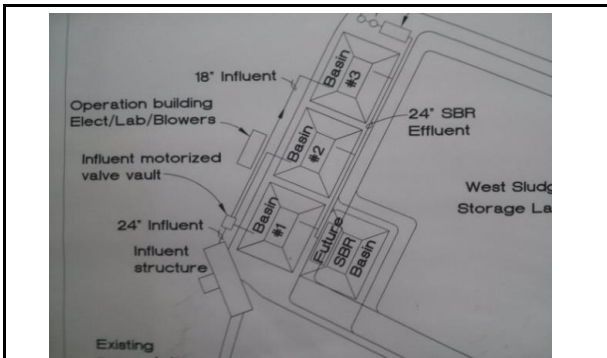 18" Influent
Basin
#3
Operation building
Elect/Lab/Blowers
24" SBR
Effluent
Basin
#2
Influent motorized
valve vault
West Sludg
Storage La
24" Influent
Basin
#1
Influent
structure
Future
SBR
Basin
Existing